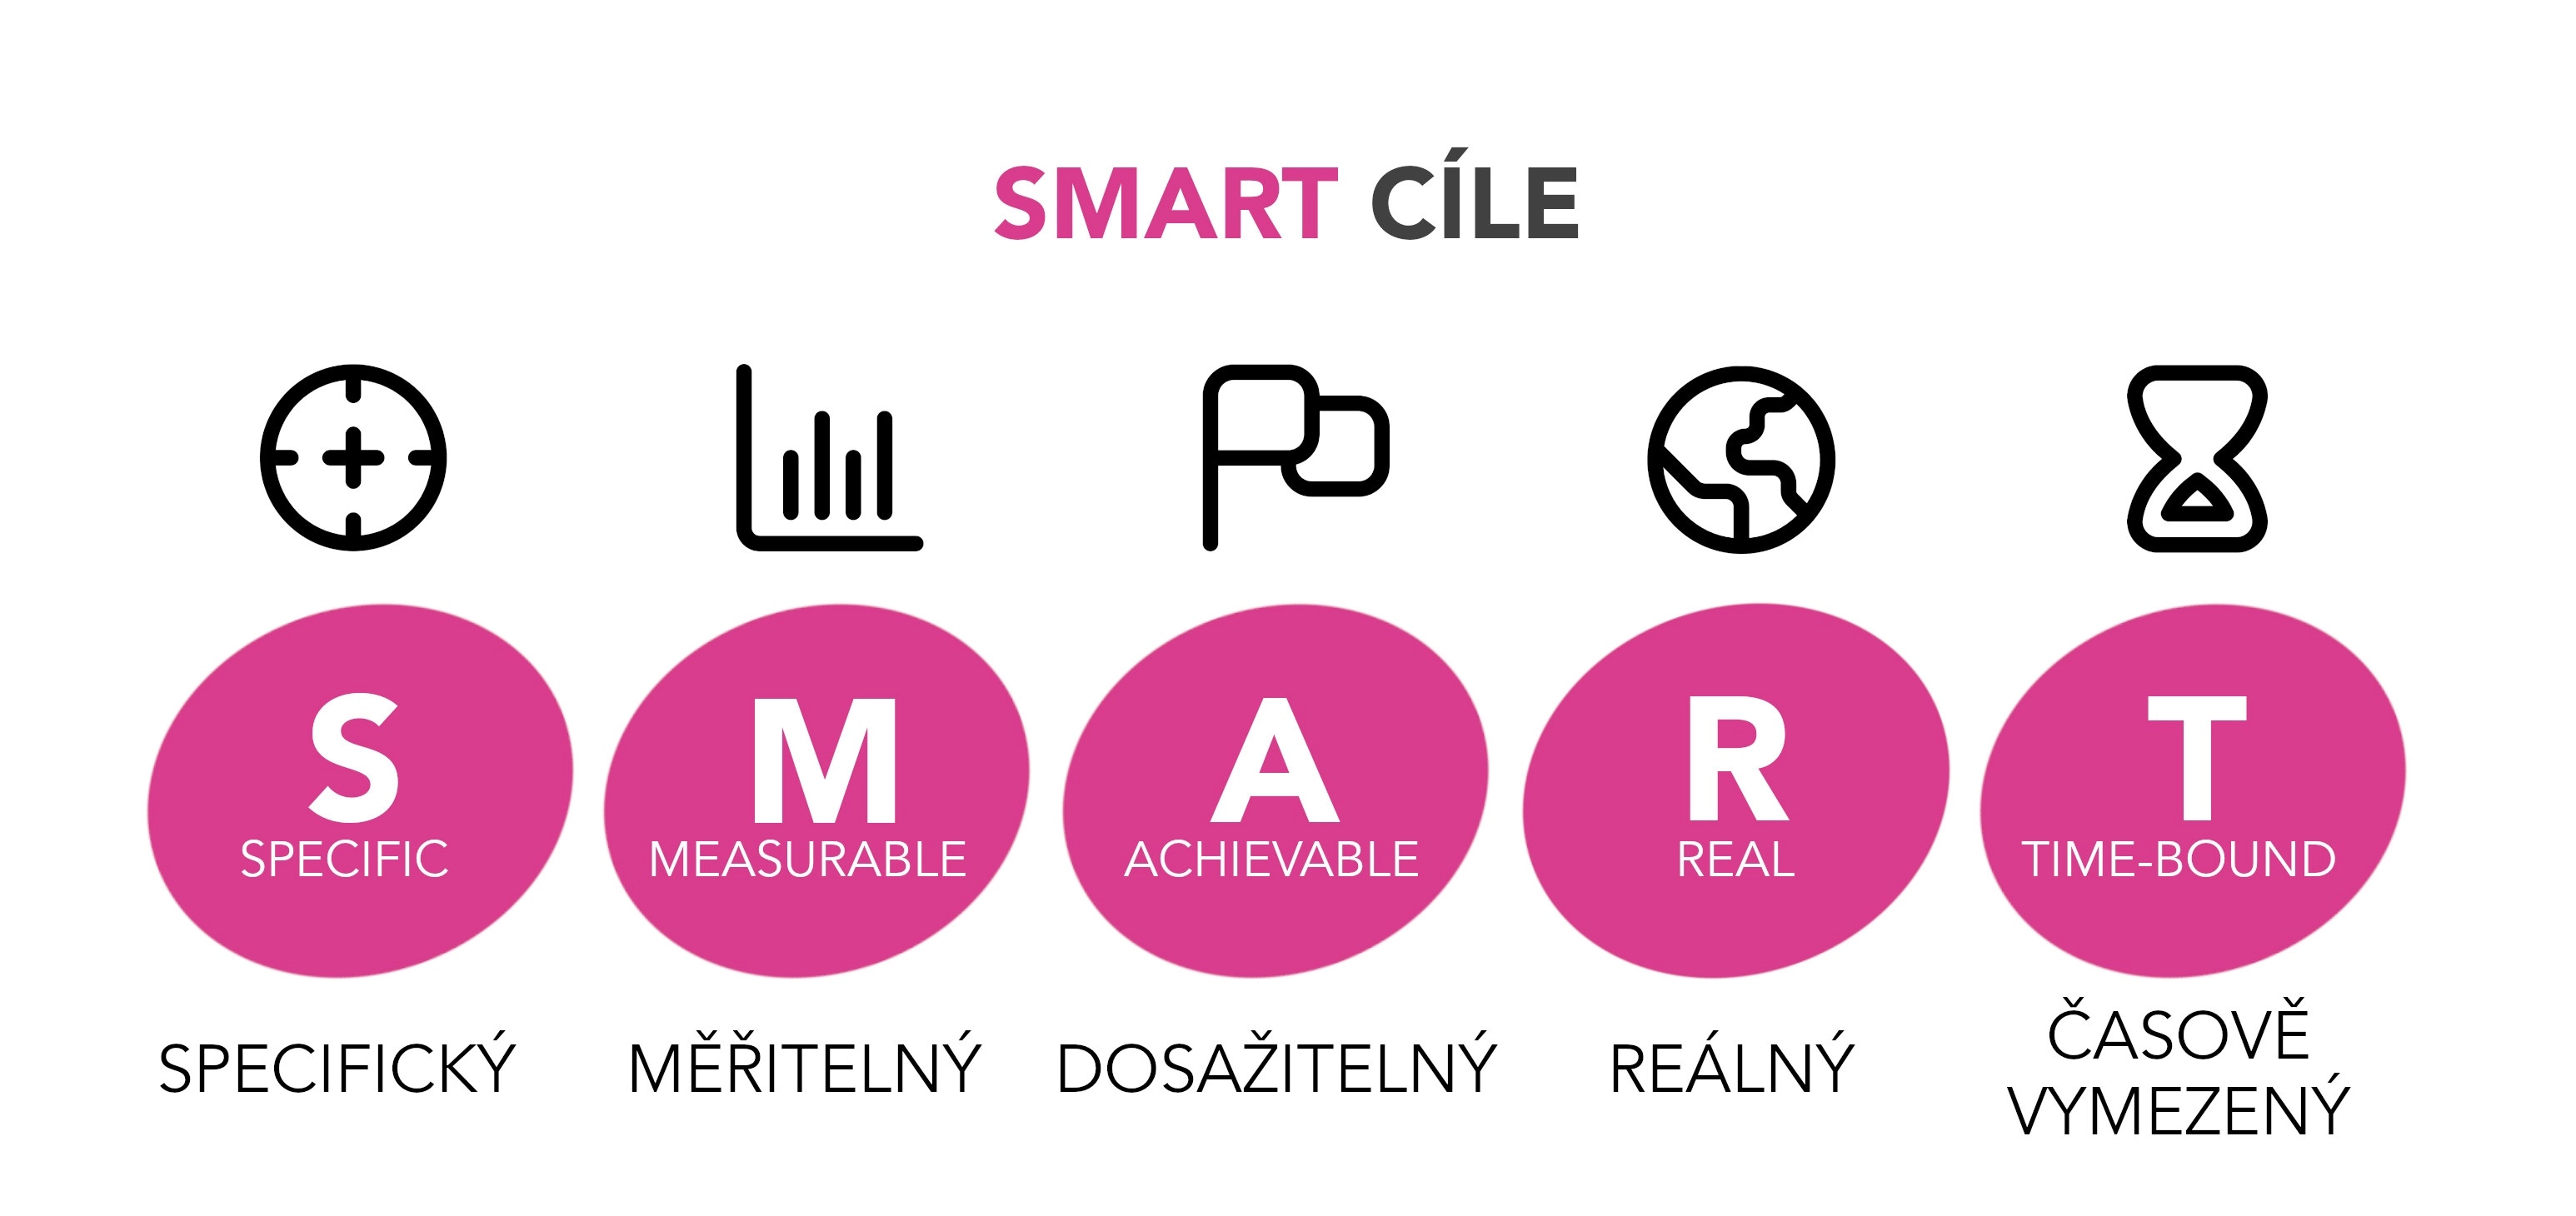 SMART CÍLE
S
SPECIFIC
SPECIFICKÝ
M
MEASURABLE
MĚŘITELNÝ
A
ACHIEVABLE
DOSAŽITELNÝ
R
REAL
REÁLNÝ
T
TIME-BOUND
ČASOVĚ
VYMEZENÝ